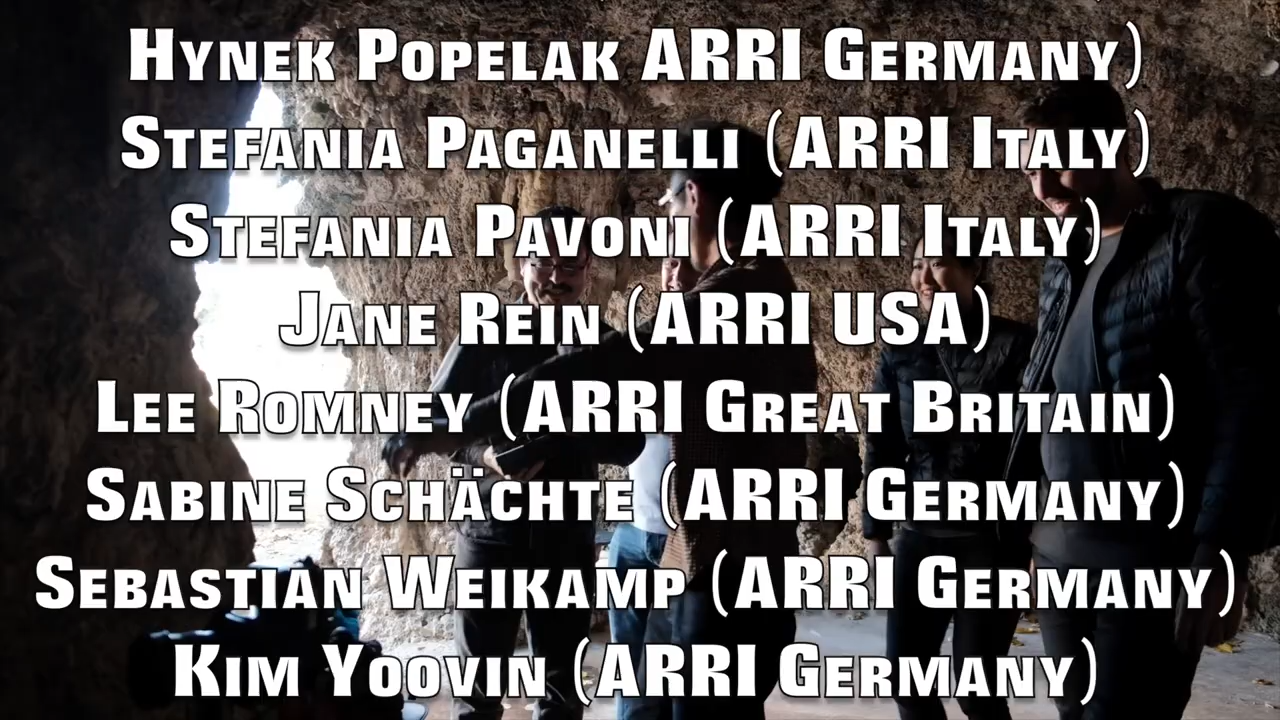 Hynek Popelak ARRI Germany)
Stefania Paganelli (ARRI Italy)
Stefania Pavoni (ARRI Italy)
Jane Rein (ARRI USA)
Lee Romney (ARRI Great Britain)
Sabine Schächte (ARRI Germany)
Sebastian Weikamp (ARRI Germany)
Kim Yoovin (ARRI Germany)